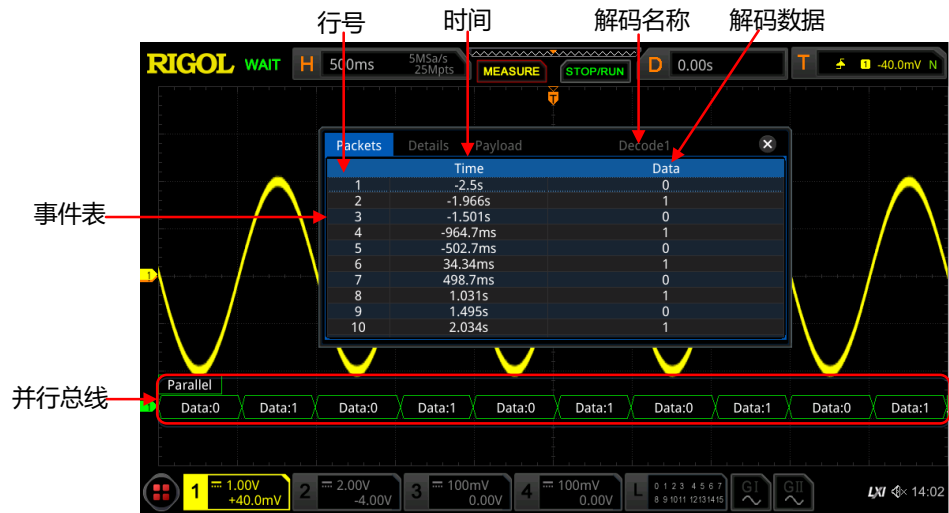 行号 时间 解码名称 解码数据
RIGOL WAIT H 500ms 5MSa/s 25Mpts MEASURE STOP/RUN D 0.00s T 1 -40.0mV N
T
Packets Details Payload Decode1
Time Data
1 -2.5s 0
2 -1.966s 1
事件表
3 -1.501s 0
4 -964.7ms 1
5 -502.7ms 0
6 34.34ms 1
1
7 498.7ms 0
8 1.031s 1
9 1.495s 0
10 2.034s 1
Parallel
并行总线
Data:0 Data:1 Data:0 Data:1 Data:0 Data:1 Data:0 Data:1 Data:0 Data:1
1 1.00V +40.0mV 2 2.00V -4.00V 3 100mV 0.00V 4 100mV 0.00V L 0 1 2 3 4 5 6 7 8 9 10 11 12 13 14 15 GI GII LXI 14:02